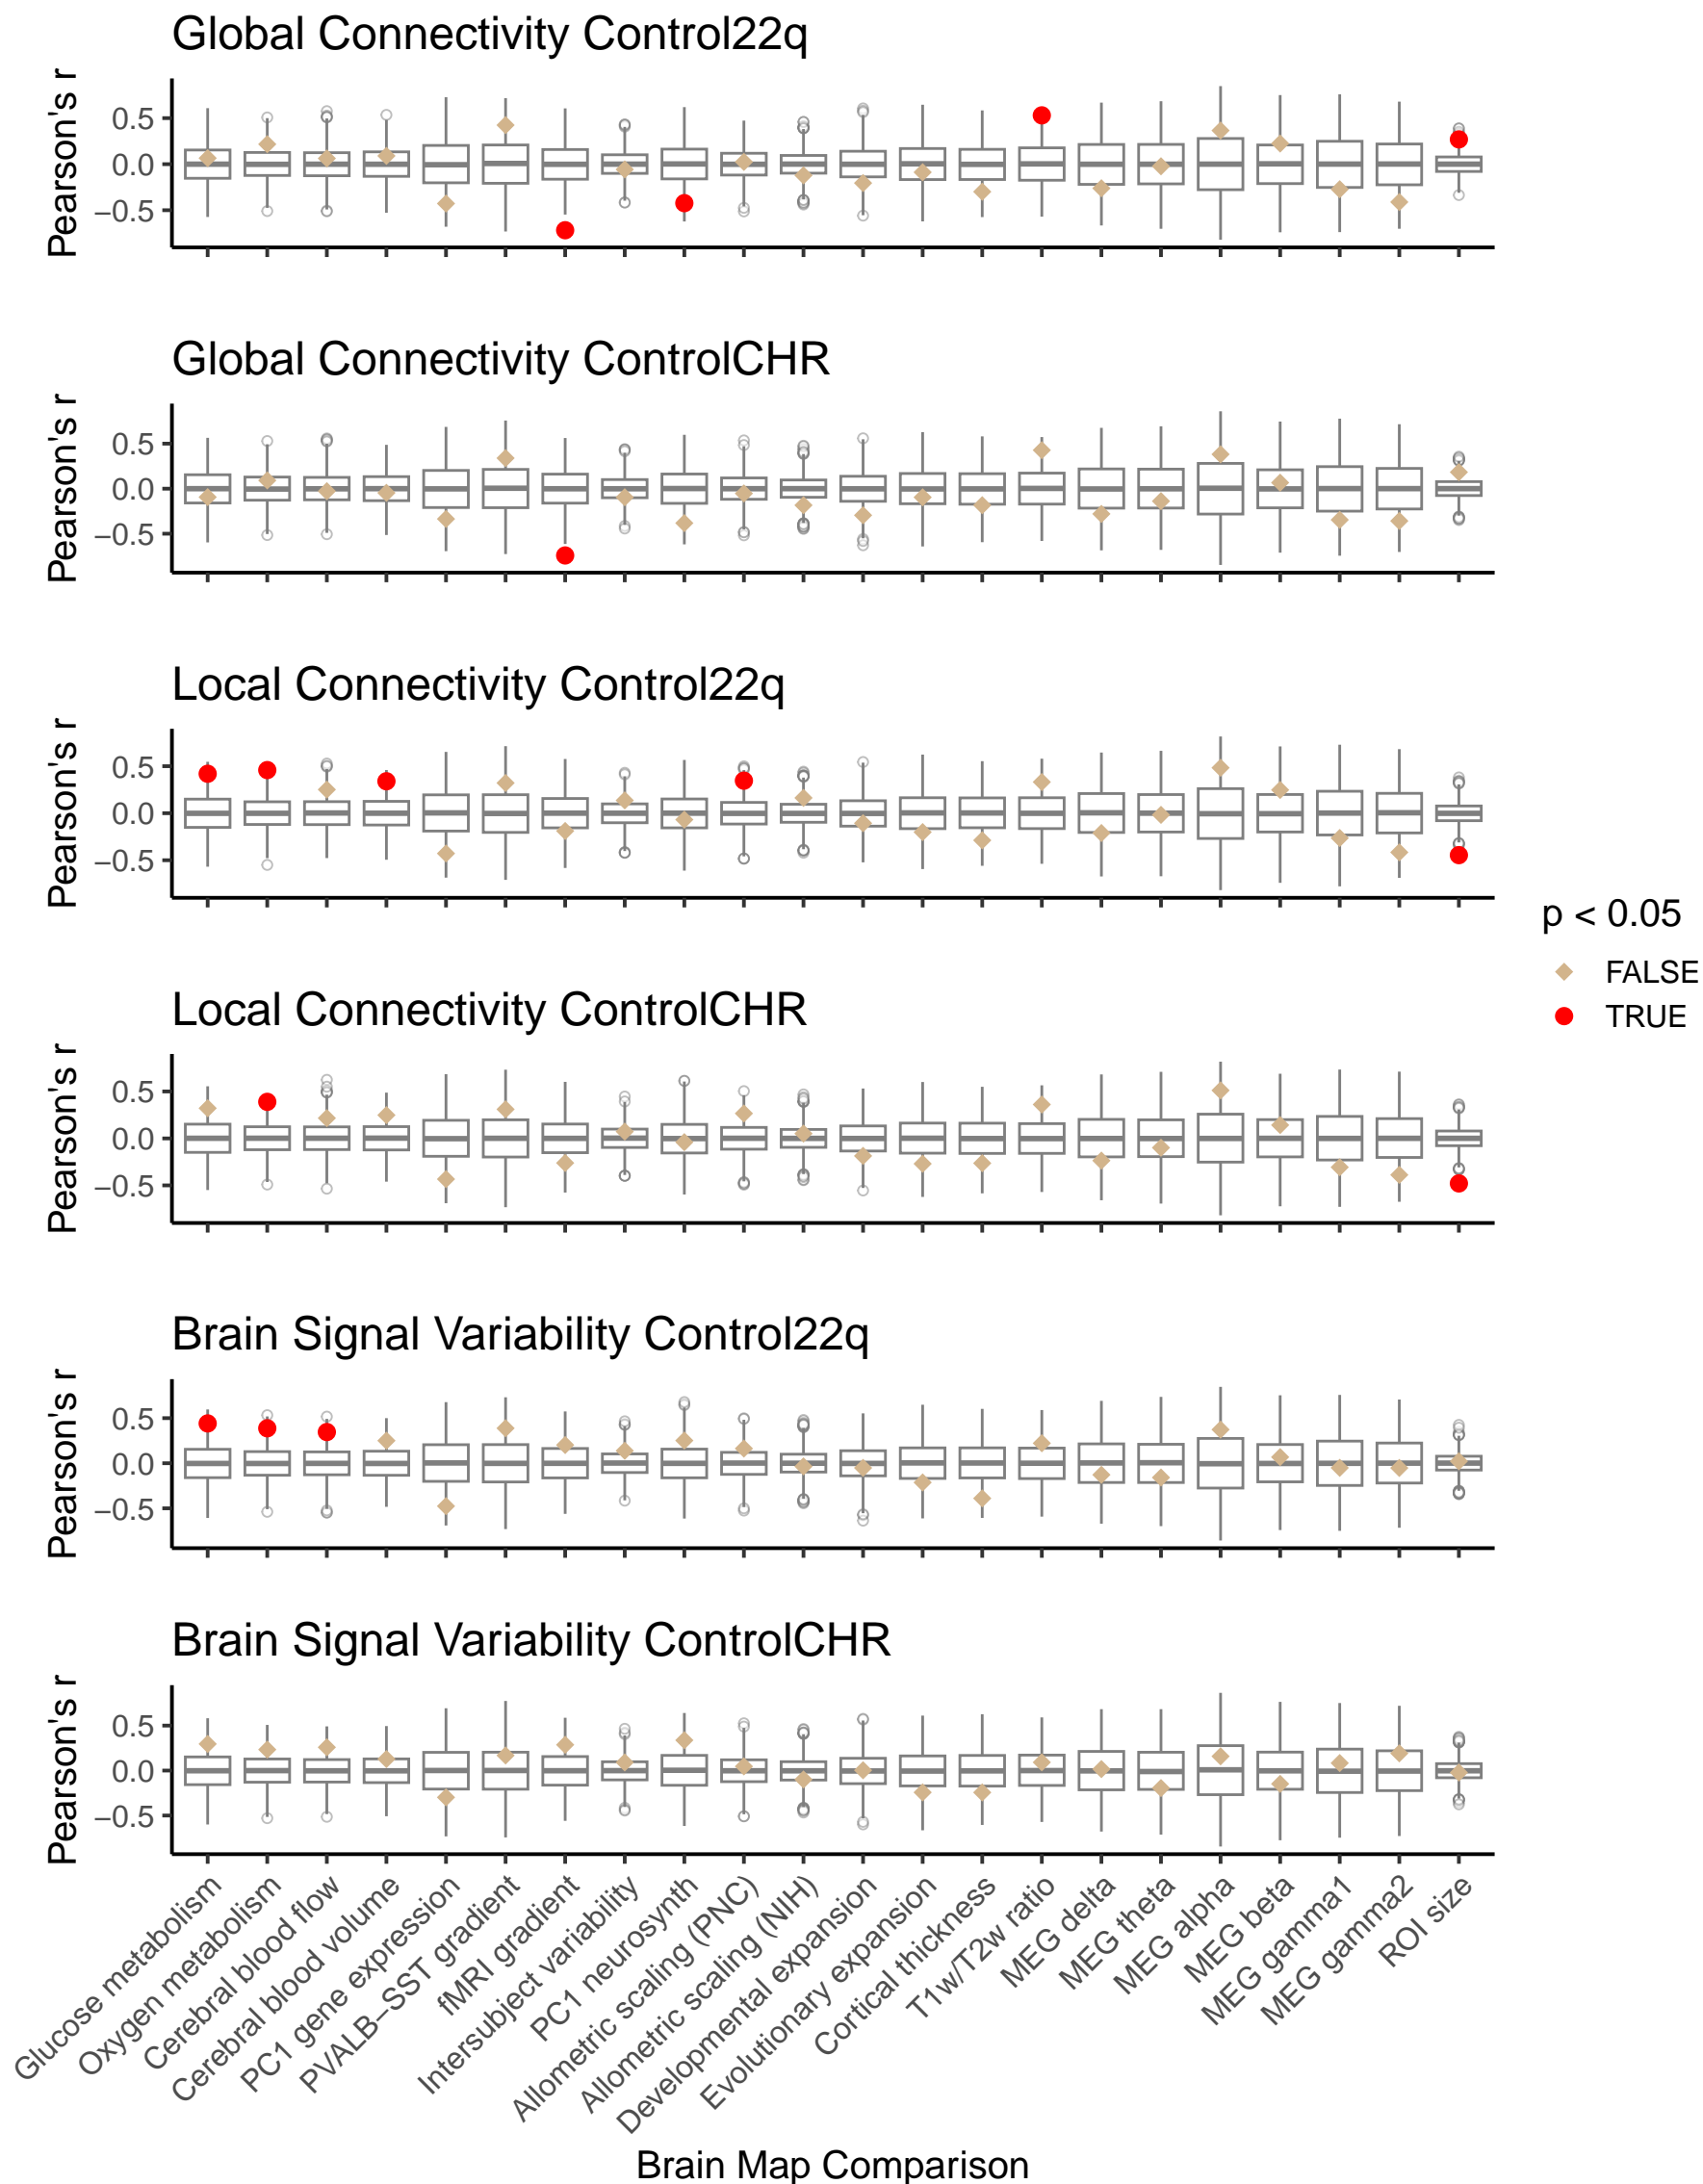 Global Connectivity Control22q
Pearson's r
0.5
0.0
−0.5
Global Connectivity ControlCHR
Pearson's r
0.5
0.0
−0.5
Local Connectivity Control22q
Pearson's r
0.5
0.0
−0.5
p < 0.05
FALSE
TRUE
Local Connectivity ControlCHR
Pearson's r
0.5
0.0
−0.5
Brain Signal Variability Control22q
Pearson's r
0.5
0.0
−0.5
Brain Signal Variability ControlCHR
Pearson's r
0.5
0.0
−0.5
Glucose metabolism
Oxygen metabolism
Cerebral blood flow
Cerebral blood volume
PC1 gene expression
PVALB−SST gradient
fMRI gradient
Intersubject variability
PC1 neurosynth
Allometric scaling (PNC)
Allometric scaling (NIH)
Developmental expansion
Evolutionary expansion
Cortical thickness
T1w/T2w ratio
MEG delta
MEG theta
MEG alpha
MEG beta
MEG gamma1
MEG gamma2
ROI size
Brain Map Comparison